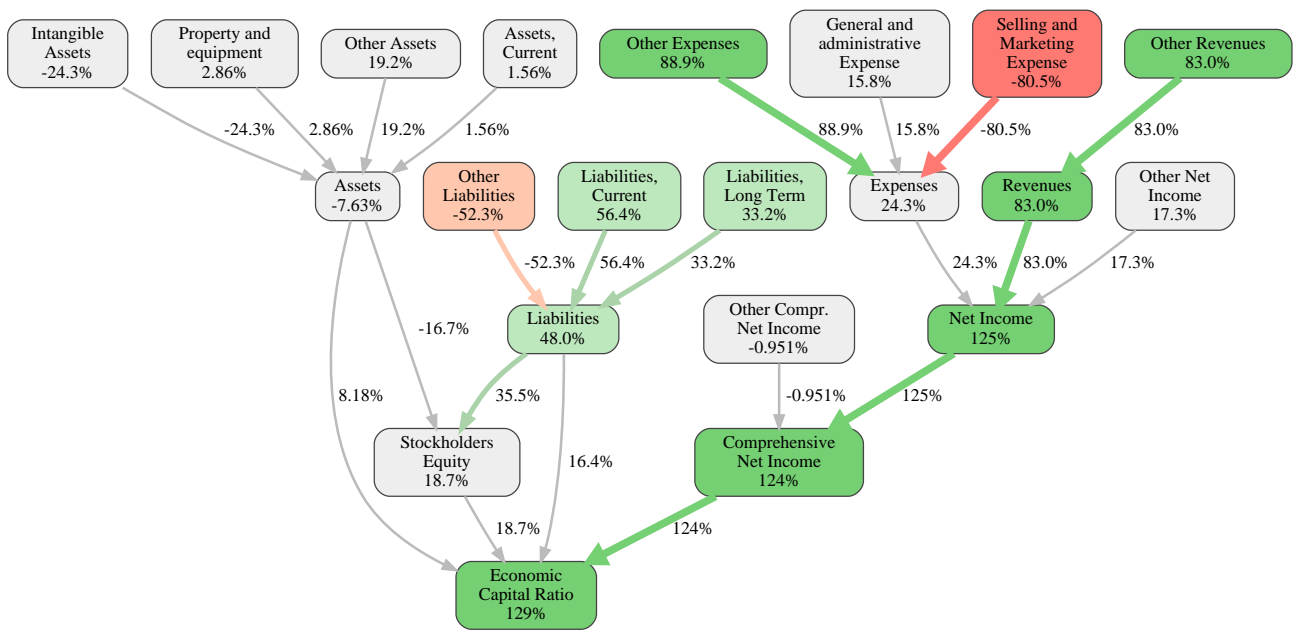 Intangible
Assets
-24.3%
Property and
equipment
2.86%
Other Assets
19.2%
Assets,
Current
1.56%
Other Expenses
88.9%
General and
administrative
Expense
15.8%
Selling and
Marketing
Expense
-80.5%
Other Revenues
83.0%
-24.3%
2.86%
19.2%
1.56%
88.9%
15.8%
-80.5%
83.0%
Assets
-7.63%
Other
Liabilities
-52.3%
Liabilities,
Current
56.4%
Liabilities,
Long Term
33.2%
Expenses
24.3%
Revenues
83.0%
Other Net
Income
17.3%
-52.3%
56.4%
33.2%
24.3%
83.0%
17.3%
-16.7%
Liabilities
48.0%
Other Compr.
Net Income
-0.951%
Net Income
125%
8.18%
35.5%
-0.951%
125%
Stockholders
Equity
18.7%
16.4%
Comprehensive
Net Income
124%
18.7%
124%
Economic
Capital Ratio
129%